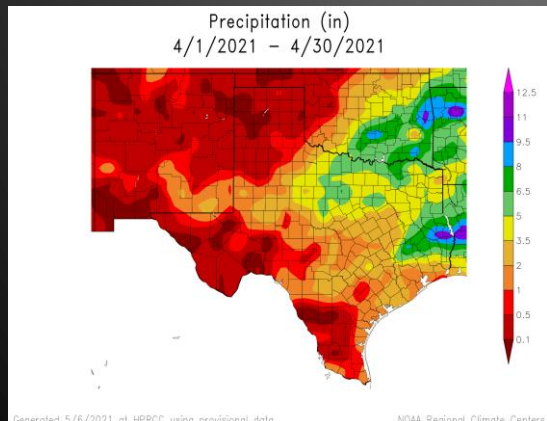 Precipitation (in)
4/1/2021 – 4/30/2021
12.5
11
9.5
8
6.5
5
3.5
2
1
0.5
0.1
Generated 5/6/2021 at HPRCC using provisional data.
NOAA Regional Climate Centers